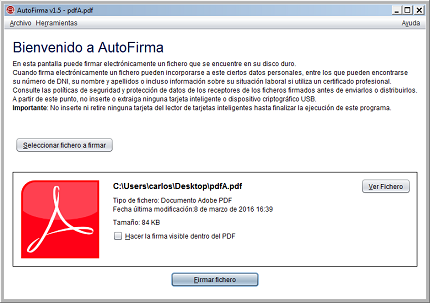 AutoFirma v1.5 - pdfA.pdf
Archivo Herramientas Ayuda
Bienvenido a AutoFirma
En esta pantalla puede firmar electrónicamente un fichero que se encuentre en su disco duro.
Cuando firme electrónicamente un fichero pueden incorporarse a este ciertos datos personales, entre los que pueden encontrarse
su número de DNI, su nombre y apellidos o incluso información sobre su situación laboral si utiliza un certificado profesional.
Consulte las políticas de seguridad y protección de datos de los receptores de los ficheros firmados antes de enviarlos o distribuirlos.
A partir de este punto, no inserte o extraiga ninguna tarjeta inteligente o dispositivo criptográfico USB.
Importante: No inserte ni retire ninguna tarjeta del lector de tarjetas inteligentes hasta finalizar la ejecución de este programa.
Seleccionar fichero a firmar
C:\Users\carlos\Desktop\pdfA.pdf
Ver Fichero
Tipo de fichero: Documento Adobe PDF
Fecha última modificación:8 de marzo de 2016 16:39
Tamaño: 84 KB
Hacer la firma visible dentro del PDF
Firmar fichero